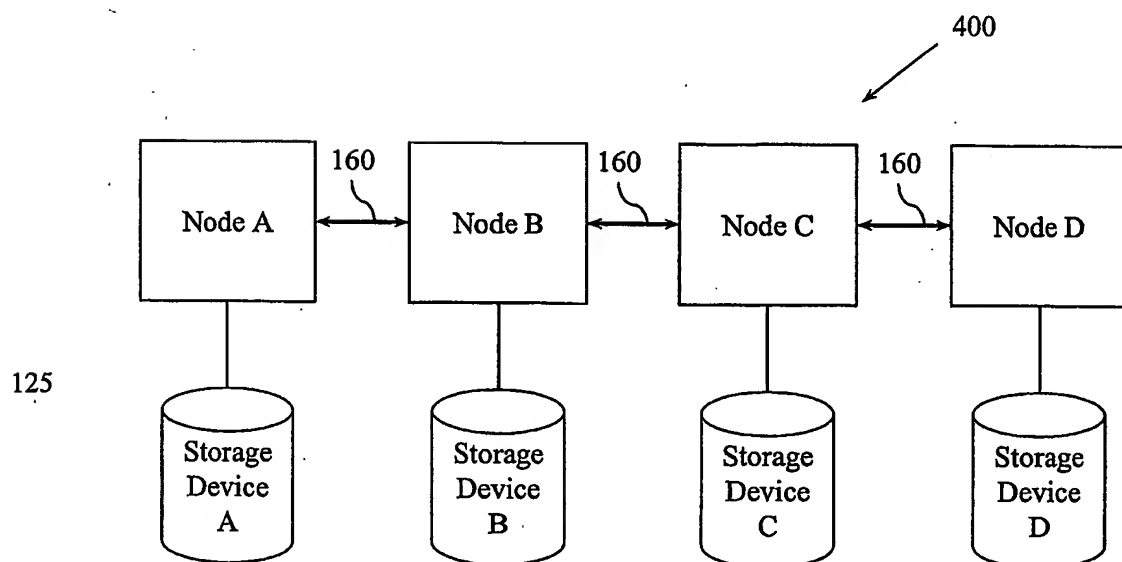 400
160
160
160
Node A
Node B
Node C
Node D
125
Storage
Device
A
Storage
Device
B
Storage
Device
C
Storage
Device
D